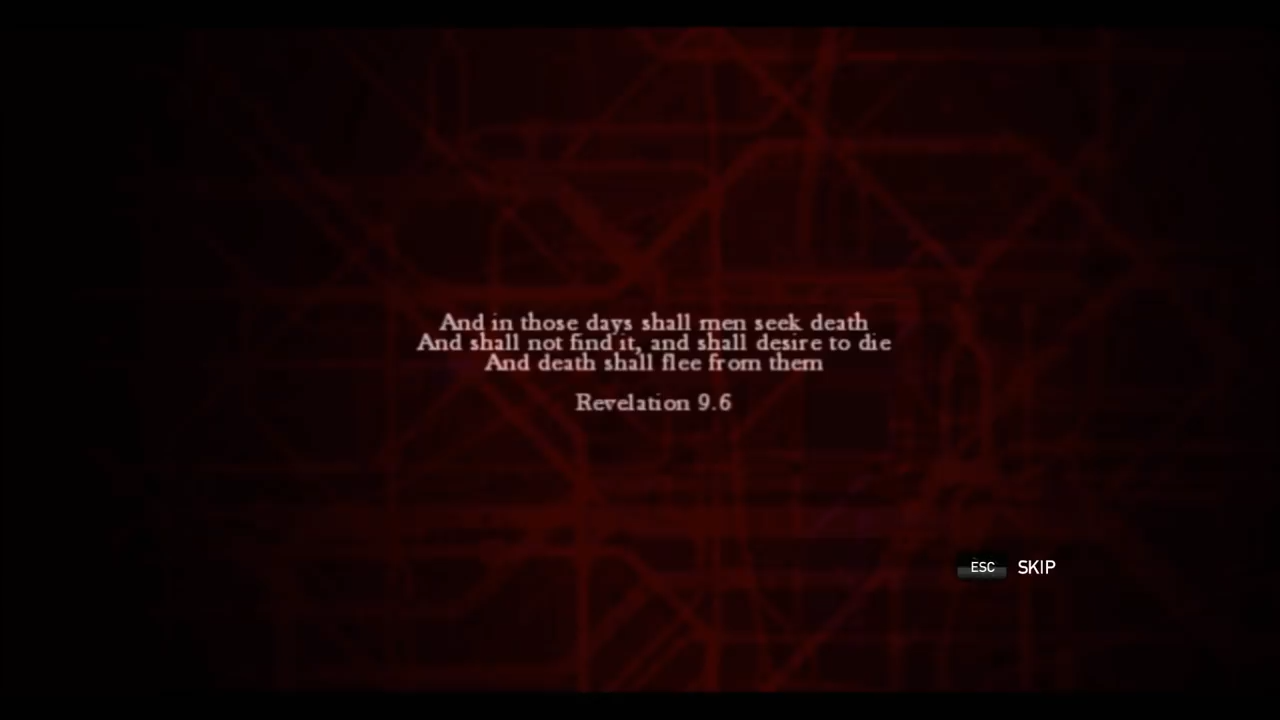 And in those days shall men seek death
And shall not find it, and shall desire to die
And death shall flee from them
Revelation 9.6
ESC SKIP